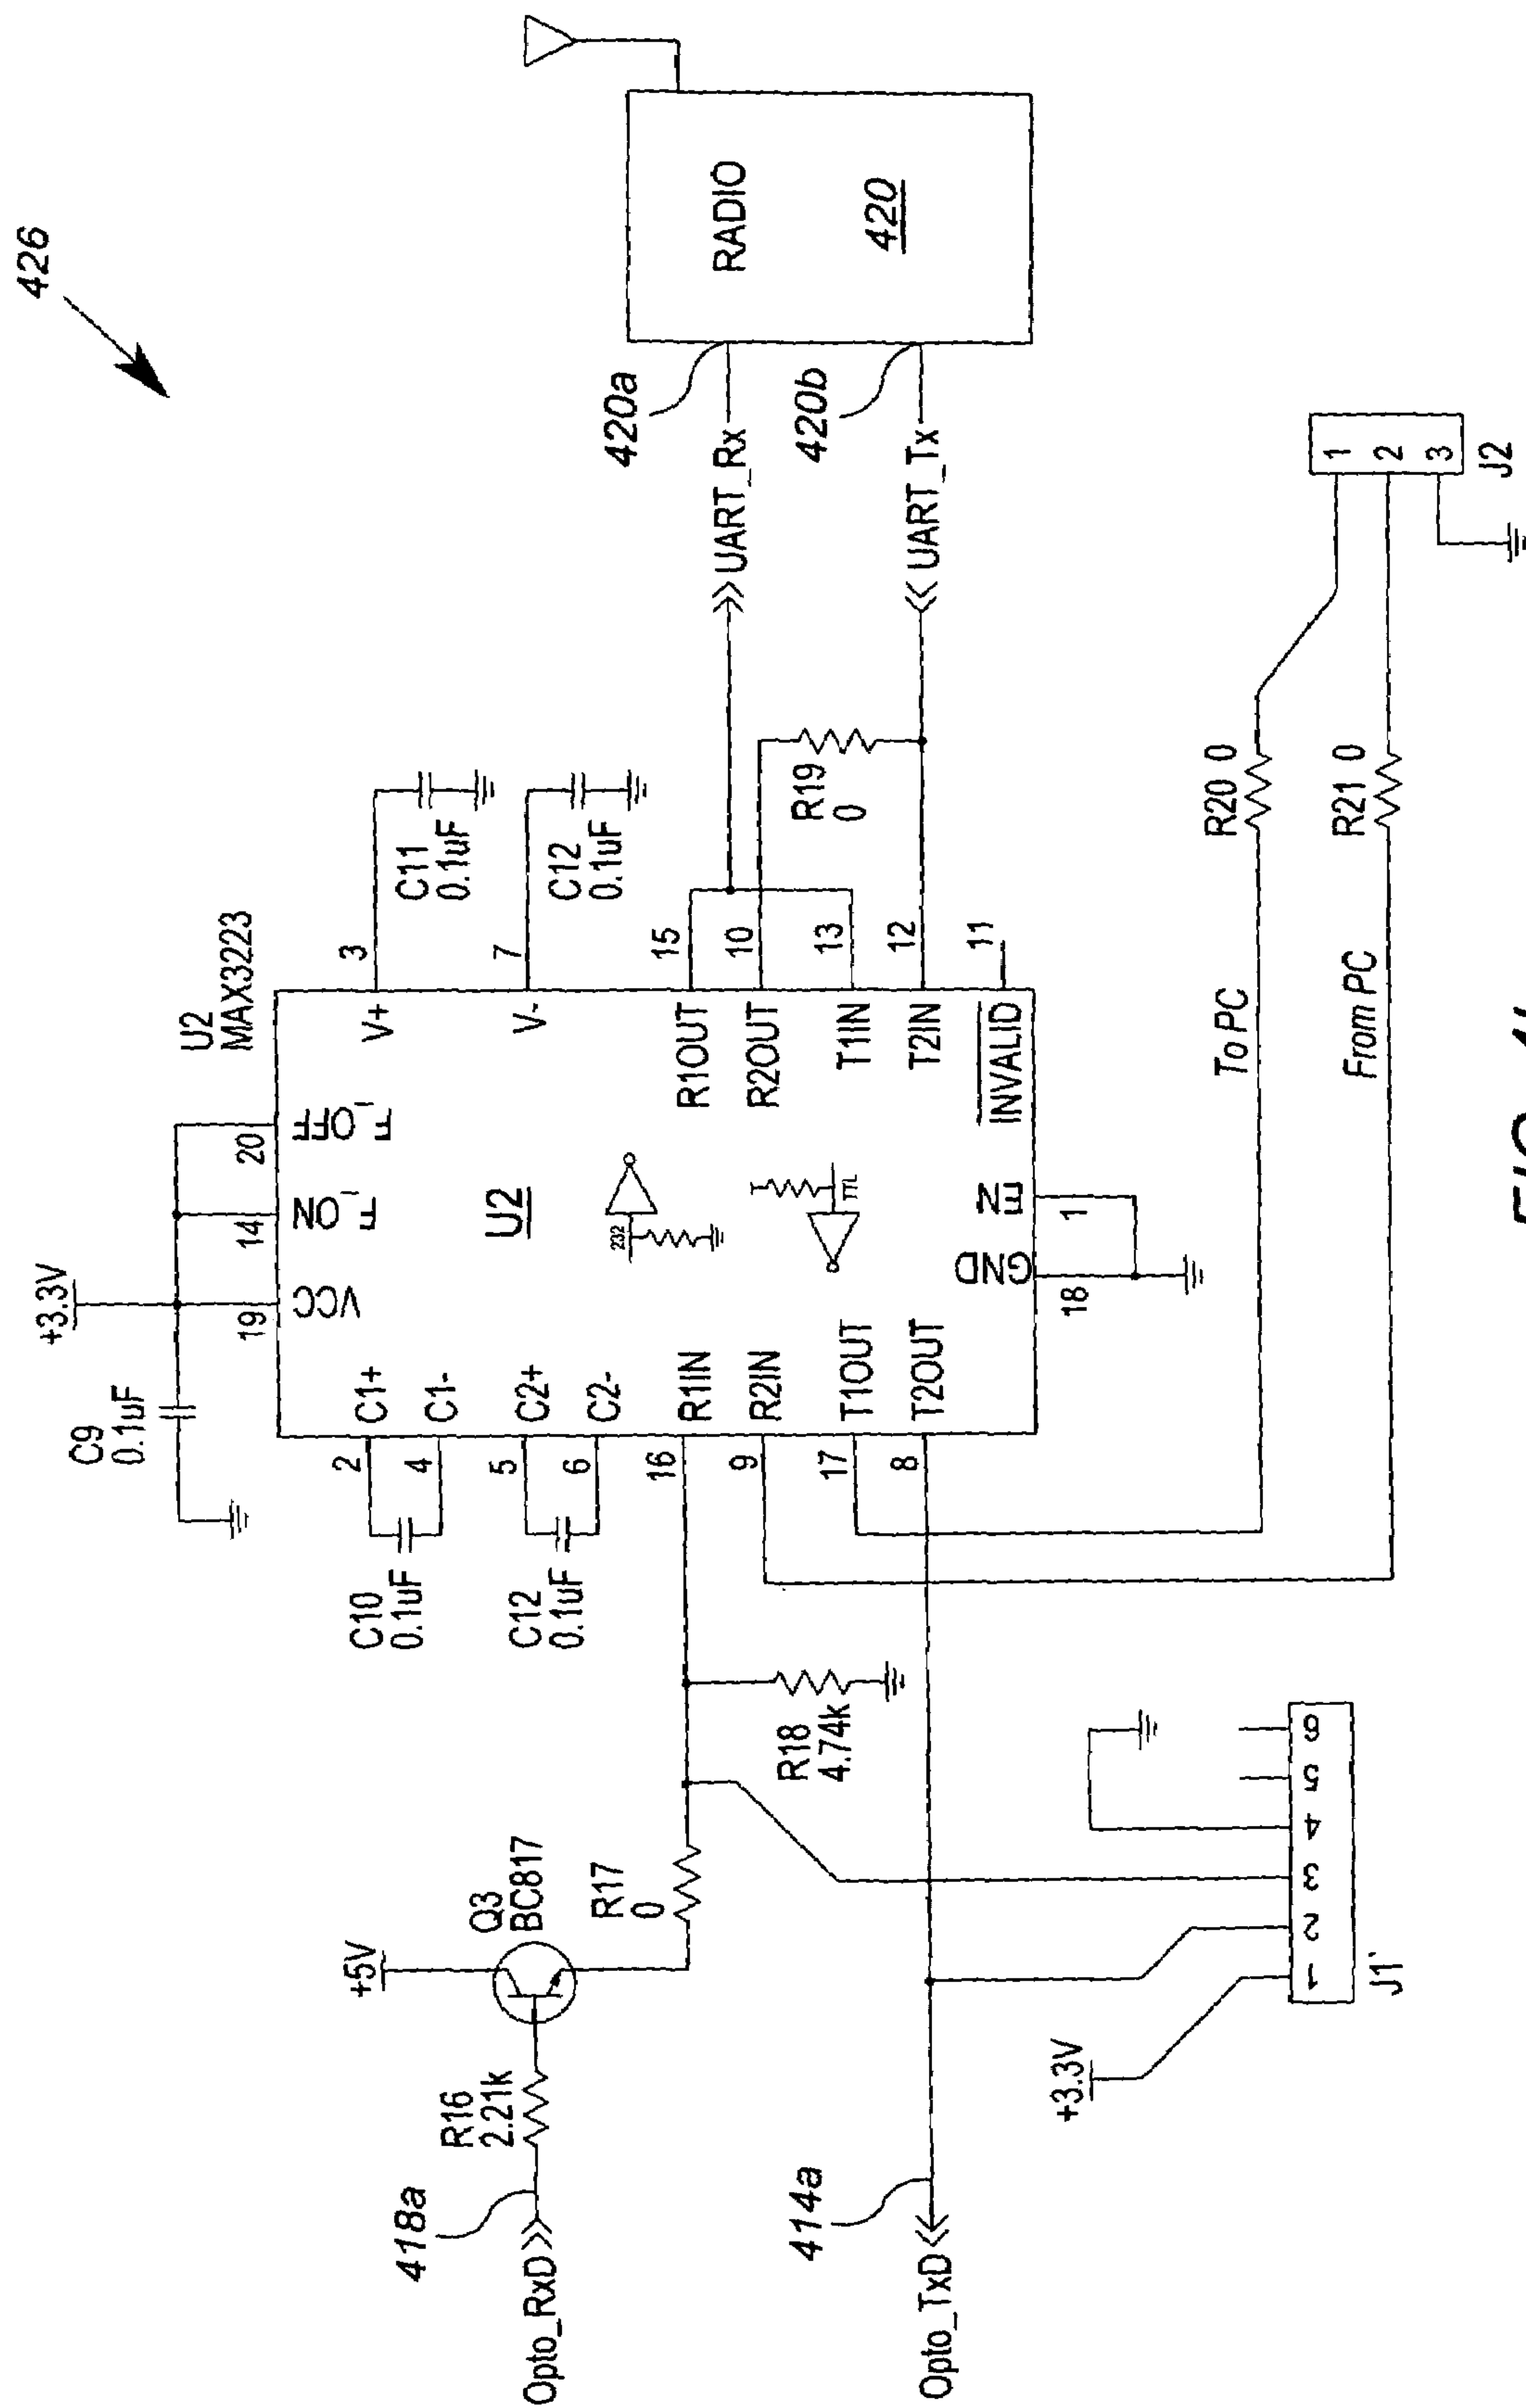 426
+3.3V
C9
0.1uF
19
14
20
VCC
F_ON
F_OFF
U2
MAX3223
2
C1+
4
C1-
5
C2+
6
C2-
16
R1IN
9
R2IN
17
T1OUT
8
T2OUT
C10
0.1uF
C12
0.1uF
U2
232
TTL
V+
3
V-
7
R1OUT
15
R2OUT
10
T1IN
13
T2IN
12
INVALID
11
GND
18
EN
1
C11
0.1uF
C12
0.1uF
R19
0
UART_Rx
UART_Tx
420a
420b
RADIO
420
+5V
Q3
BC817
R16
2.21k
418a
Opto_RxD
R17
0
R18
4.74k
414a
Opto_TxD
+3.3V
1
2
3
4
5
6
J1'
To PC
R20 0
From PC
R21 0
1
2
3
J2